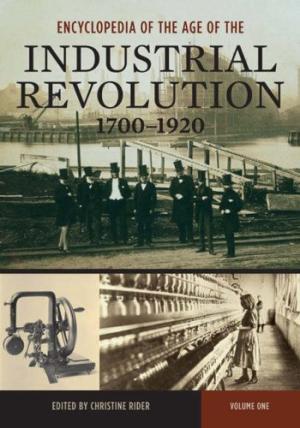 ENCYCLOPEDIA OF THE AGE OF THE
INDUSTRIAL
REVOLUTION
1700–1920
EDITED BY CHRISTINE RIDER
VOLUME ONE